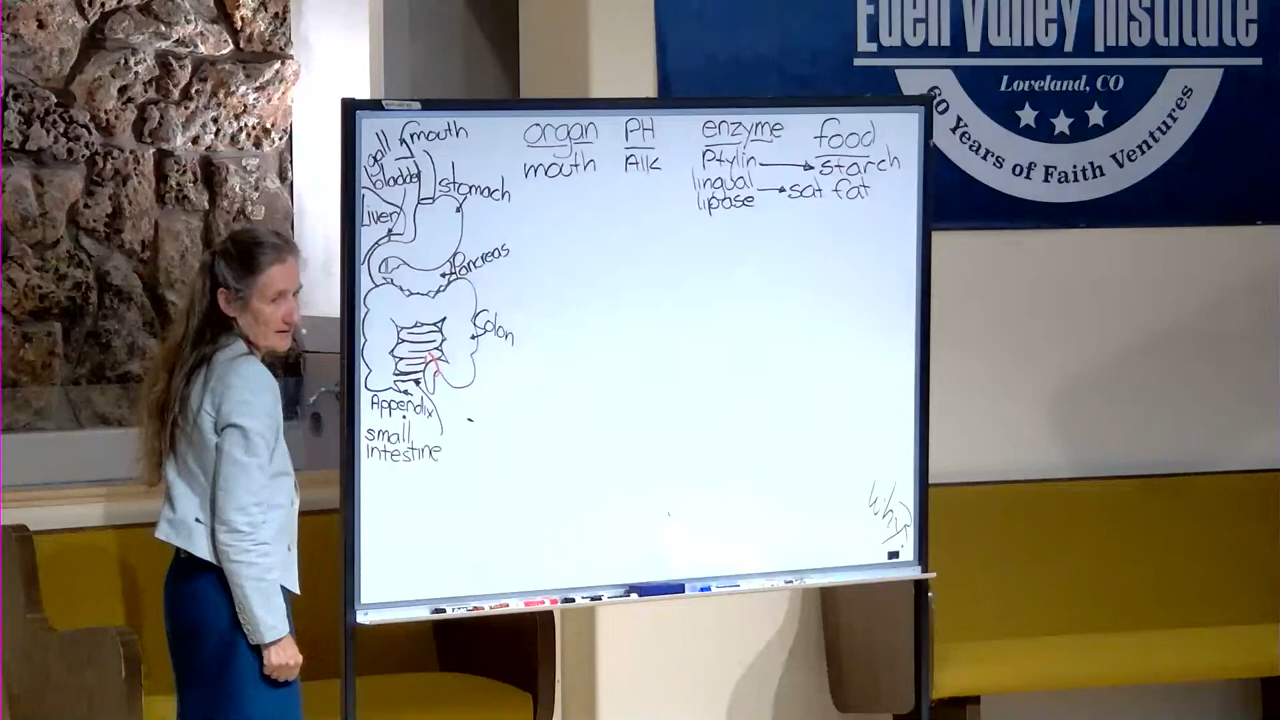 Eden Valley Institute
Loveland, CO
60 Years of Faith Ventures
gall bladder
mouth
stomach
Liver
Pancreas
Colon
Appendix
small
intestine
organ PH enzyme food
mouth Alk Ptylin starch
lingual
lipase sat fat
Why?